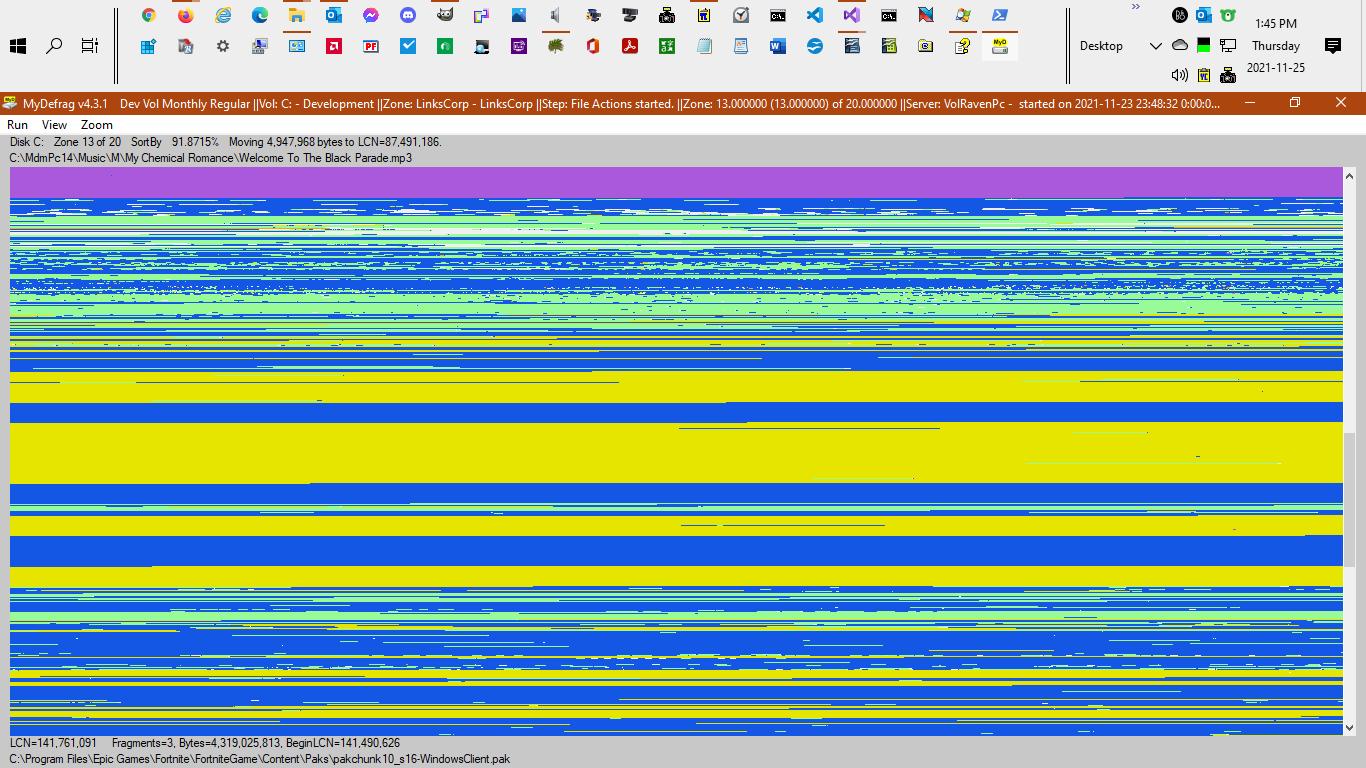 1:45 PM
Desktop
Thursday
2021-11-25
MyDefrag v4.3.1 Dev Vol Monthly Regular ||Vol: C: - Development ||Zone: LinksCorp - LinksCorp ||Step: File Actions started. ||Zone: 13.000000 (13.000000) of 20.000000 ||Server: VolRavenPc - started on 2021-11-23 23:48:32 0:00:0...
Run View Zoom
Disk C: Zone 13 of 20 SortBy 91.8715% Moving 4,947,968 bytes to LCN=87,491,186.
C:\MdmPc14\Music\M\My Chemical Romance\Welcome To The Black Parade.mp3
LCN=141,761,091 Fragments=3, Bytes=4,319,025,813, BeginLCN=141,490,626
C:\Program Files\Epic Games\Fortnite\FortniteGame\Content\Paks\pakchunk10_s16-WindowsClient.pak